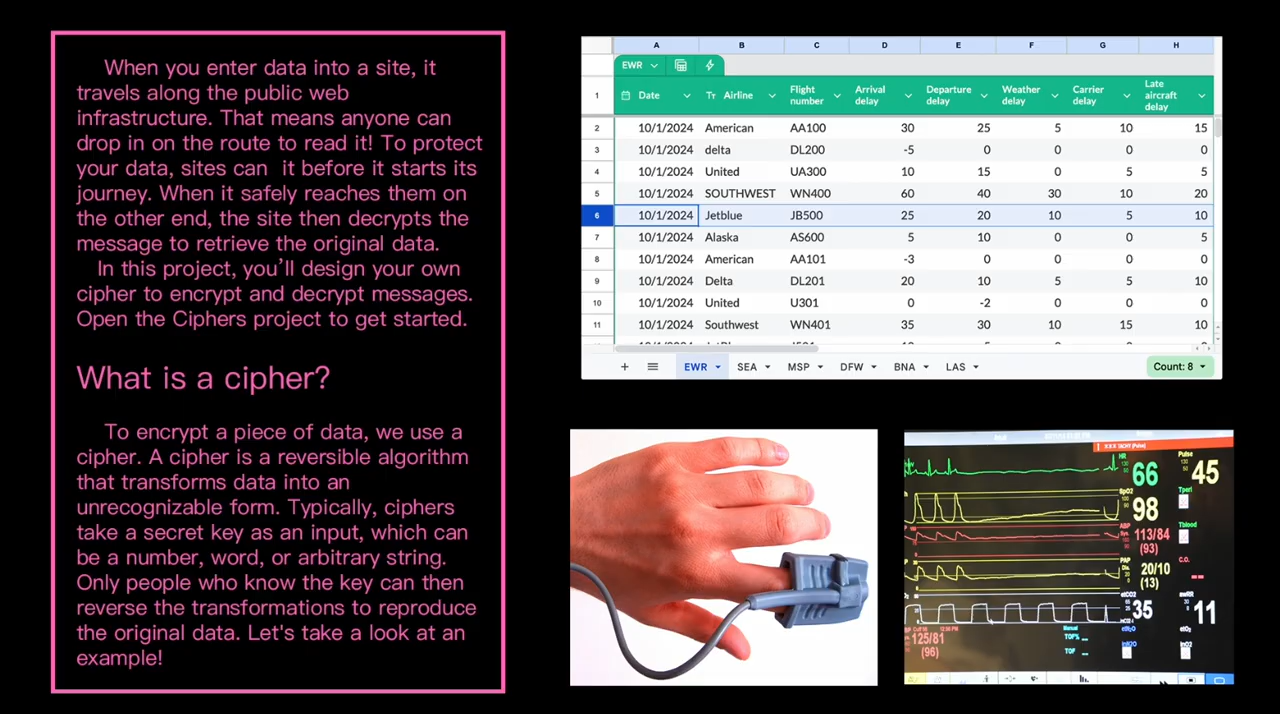 When you enter data into a site, it
travels along the public web
infrastructure. That means anyone can
drop in on the route to read it! To protect
your data, sites can  it before it starts its
journey. When it safely reaches them on
the other end, the site then decrypts the
message to retrieve the original data.
In this project, you'll design your own
cipher to encrypt and decrypt messages.
Open the Ciphers project to get started.
What is a cipher?
To encrypt a piece of data, we use a
cipher. A cipher is a reversible algorithm
that transforms data into an
unrecognizable form. Typically, ciphers
take a secret key as an input, which can
be a number, word, or arbitrary string.
Only people who know the key can then
reverse the transformations to reproduce
the original data. Let's take a look at an
example!
A B C D E F G H
EWR
1 Date Tт Airline Flight number Arrival delay Departure delay Weather delay Carrier delay Late aircraft delay
2 10/1/2024 American AA100 30 25 5 10 15
3 10/1/2024 delta DL200 -5 0 0 0 0
4 10/1/2024 United UA300 10 15 0 5 5
5 10/1/2024 SOUTHWEST WN400 60 40 30 10 20
6 10/1/2024 Jetblue JB500 25 20 10 5 10
7 10/1/2024 Alaska AS600 5 10 0 0 5
8 10/1/2024 American AA101 -3 0 0 0 0
9 10/1/2024 Delta DL201 20 10 5 5 10
10 10/1/2024 United U301 0 -2 0 0 0
11 10/1/2024 Southwest WN401 35 30 10 15 10
+ EWR SEA MSP DFW BNA LAS Count: 8
HR 66 Pulse 45
SpO2 98 Tperi
ABP Sys. 113/84 Tblood
(93)
PAP Dia. 20/10 C.O.
(13)
etCO2 35 awRR 11
125/81
(96)
Manual
TOF% --
TOF --